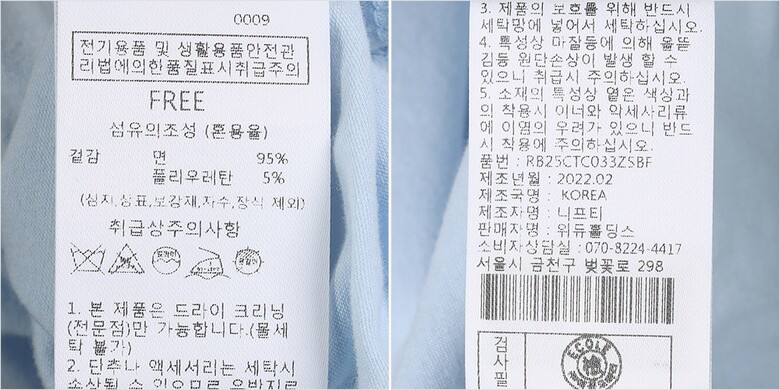 0009
전기용품 및 생활용품안전관
리법에의한품질표시취급주의
FREE
섬유의조성 (혼용율)
겉감 면 95%
폴리우레탄 5%
(심지,상표,보강재,자수,장식 제외)
취급상주의사항
1. 본 제품은 드라이 크리닝
(전문점)만 가능합니다.(물세
탁 불가)
2. 단추나 액세서리는 세탁시
손상될 수 있으므로 유반지로
3. 제품의 보호를 위해 반드시
세탁망에 넣어서 세탁하십시오.
4. 특성상 마찰등에 의해 올뜯
김등 원단손상이 발생 할 수
있으니 취급시 주의하십시오.
5. 소재의 특성상 옅은 색상과
의 착용시 이너와 악세사리류
에 이염의 우려가 있으니 반드
시 착용에 주의하십시오.
품번 : RB25CTC033ZSBF
제조년월 : 2022.02
제조국명 : KOREA
제조자명 : 니프티
판매자명 : 위듀홀딩스
소비자상담실 : 070-8224-4417
서울시 금천구 벚꽃로 298
검
사
필
ECOLE